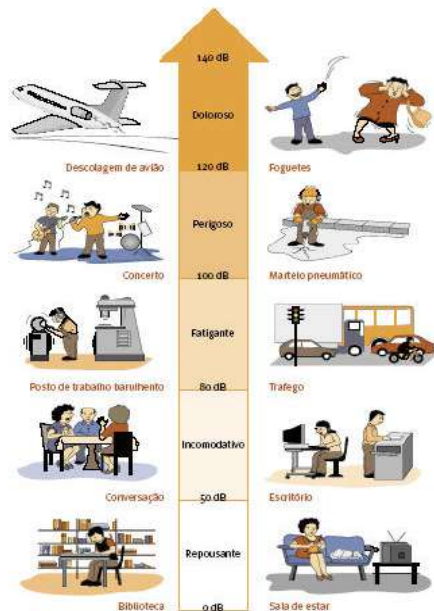 140 dB
Doloroso
Descolagem de avião
Foguetes
120 dB
Perigoso
Concerto
Martelo pneumático
100 dB
Fatigante
Posto de trabalho barulhento
Trafego
80 dB
Incomodativo
Conversação
Escritório
50 dB
Repousante
Biblioteca
Sala de estar
0 dB